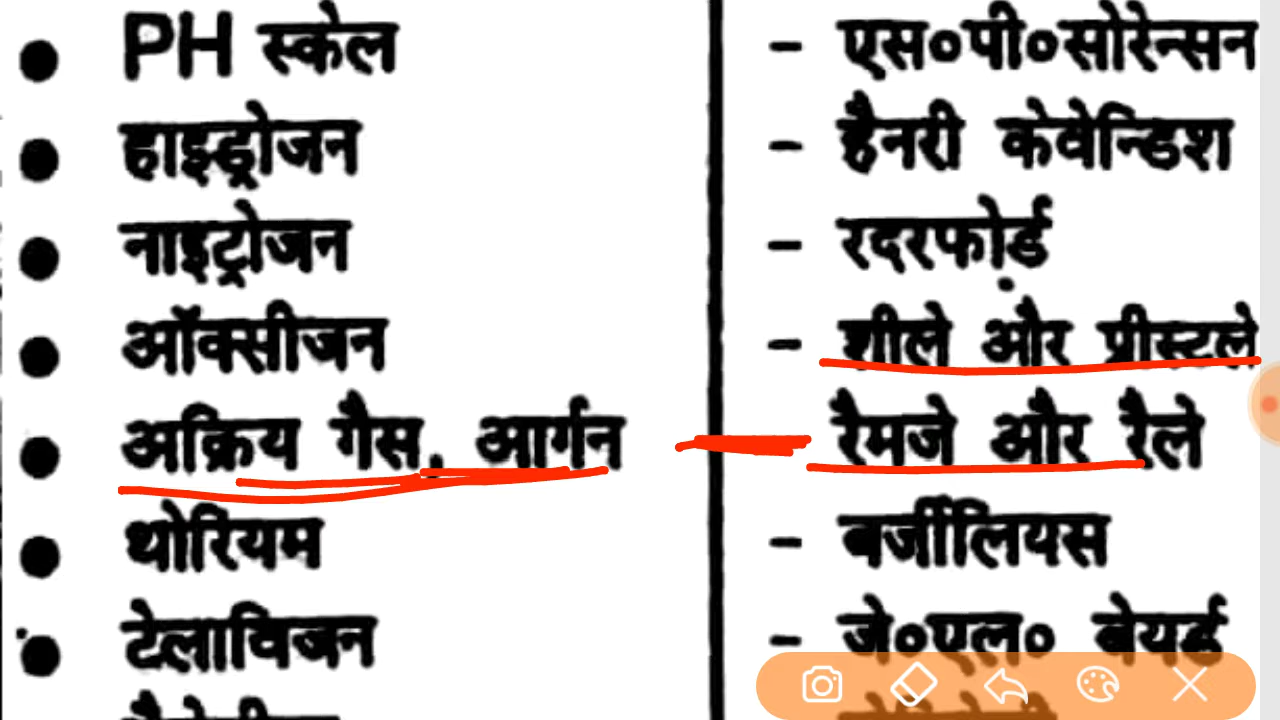 PH स्केल - एस०पी०सोरेन्सन
हाइड्रोजन - हैनरी केवेन्डिश
नाइट्रोजन - रदरफोर्ड
ऑक्सीजन - शीले और प्रीस्टले
अक्रिय गैस, आर्गन - रैमजे और रैले
थोरियम - बर्जीलियस
टेलाविजन - जे०एल० बेयर्ड